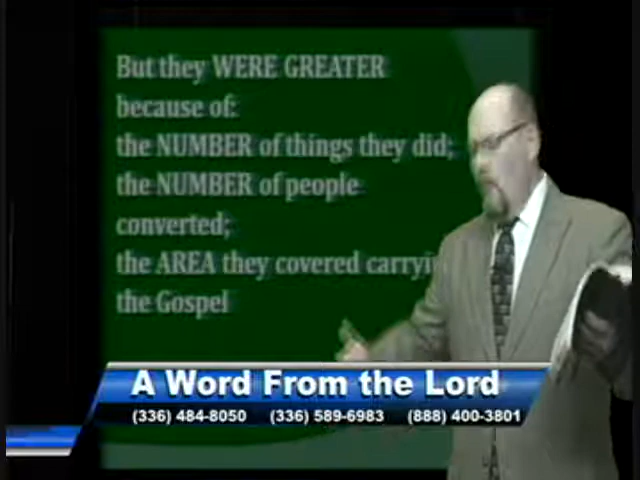 But they WERE GREATER
because of:
the NUMBER of things they did;
the NUMBER of people
converted;
the AREA they covered
the Gospel
A Word From the Lord
(336) 484-8050 (336) 589-6983 (888) 400-3801